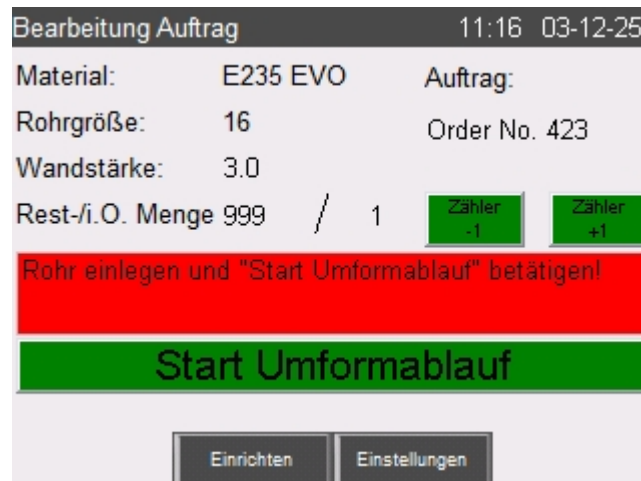 Bearbeitung Auftrag 11:16 03-12-25
Material: E235 EVO Auftrag:
Rohrgröße: 16 Order No. 423
Wandstärke: 3.0
Rest-/i.O. Menge 999 / 1 Zähler -1 Zähler +1
Rohr einlegen und "Start Umformablauf" betätigen!
Start Umformablauf
Einrichten Einstellungen